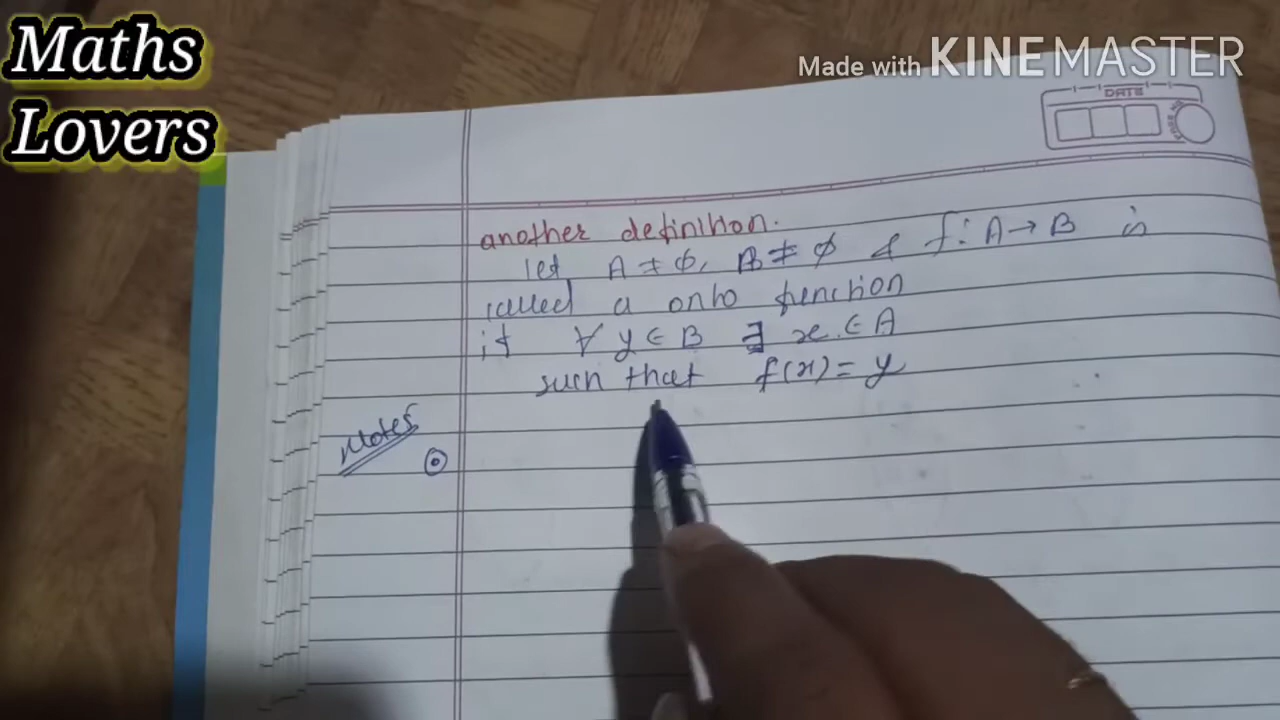 Maths
Lovers
Made with KINEMASTER
DATE
another definition.
let A ≠ ϕ, B ≠ ϕ & f: A → B is
called a onto function
if ∀ y ∈ B ∃ x ∈ A
such that f(x) = y
Notes